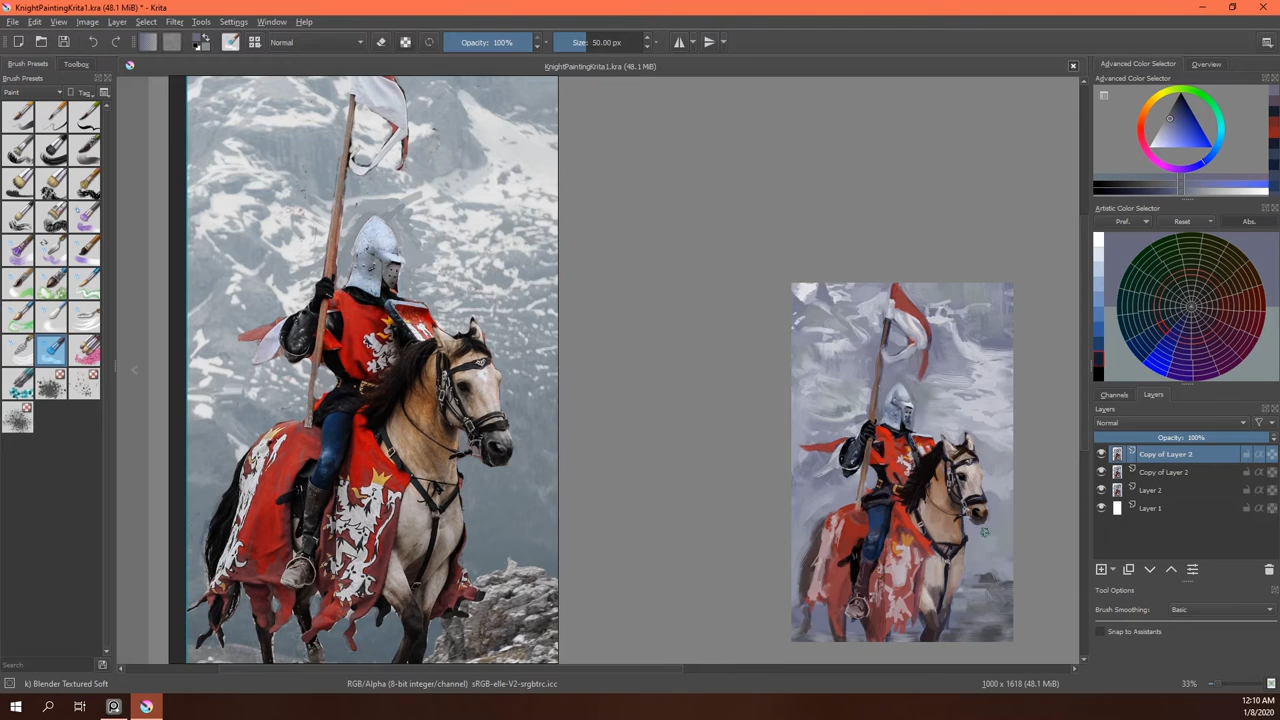 KnightPaintingKrita1.kra (48.1 MiB) * - Krita
File Edit View Image Layer Select Filter Tools Settings Window Help
Normal Opacity: 100% Size: 50.00 px
Brush Presets Toolbox KnightPaintingKrita1.kra (48.1 MiB) Advanced Color Selector Overview
Brush Presets Advanced Color Selector
Paint Tag
Artistic Color Selector
Pref. Reset Abs.
Channels Layers
Layers
Normal
Opacity: 100%
Copy of Layer 2
Copy of Layer 2
Layer 2
Layer 1
Tool Options
Brush Smoothing: Basic
Snap to Assistants
Search
k) Blender Textured Soft RGB/Alpha (8-bit integer/channel) sRGB-elle-V2-srgbtrc.icc 1000 x 1618 (48.1 MiB) 33%
12:10 AM
1/8/2020